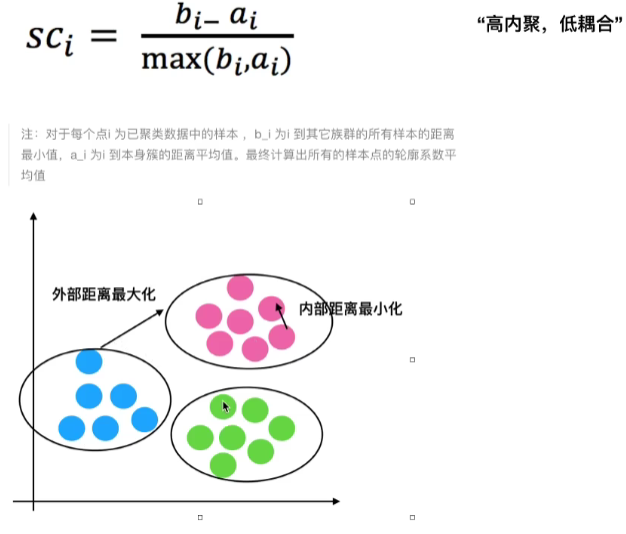 “高内聚，低耦合”
sc_i = \frac{b_i - a_i}{\max(b_i, a_i)}
注：对于每个点i 为已聚类数据中的样本 ，b_i 为i 到其它族群的所有样本的距离
最小值，a_i 为i 到本身簇的距离平均值。最终计算出所有的样本点的轮廓系数平
均值
外部距离最大化
内部距离最小化